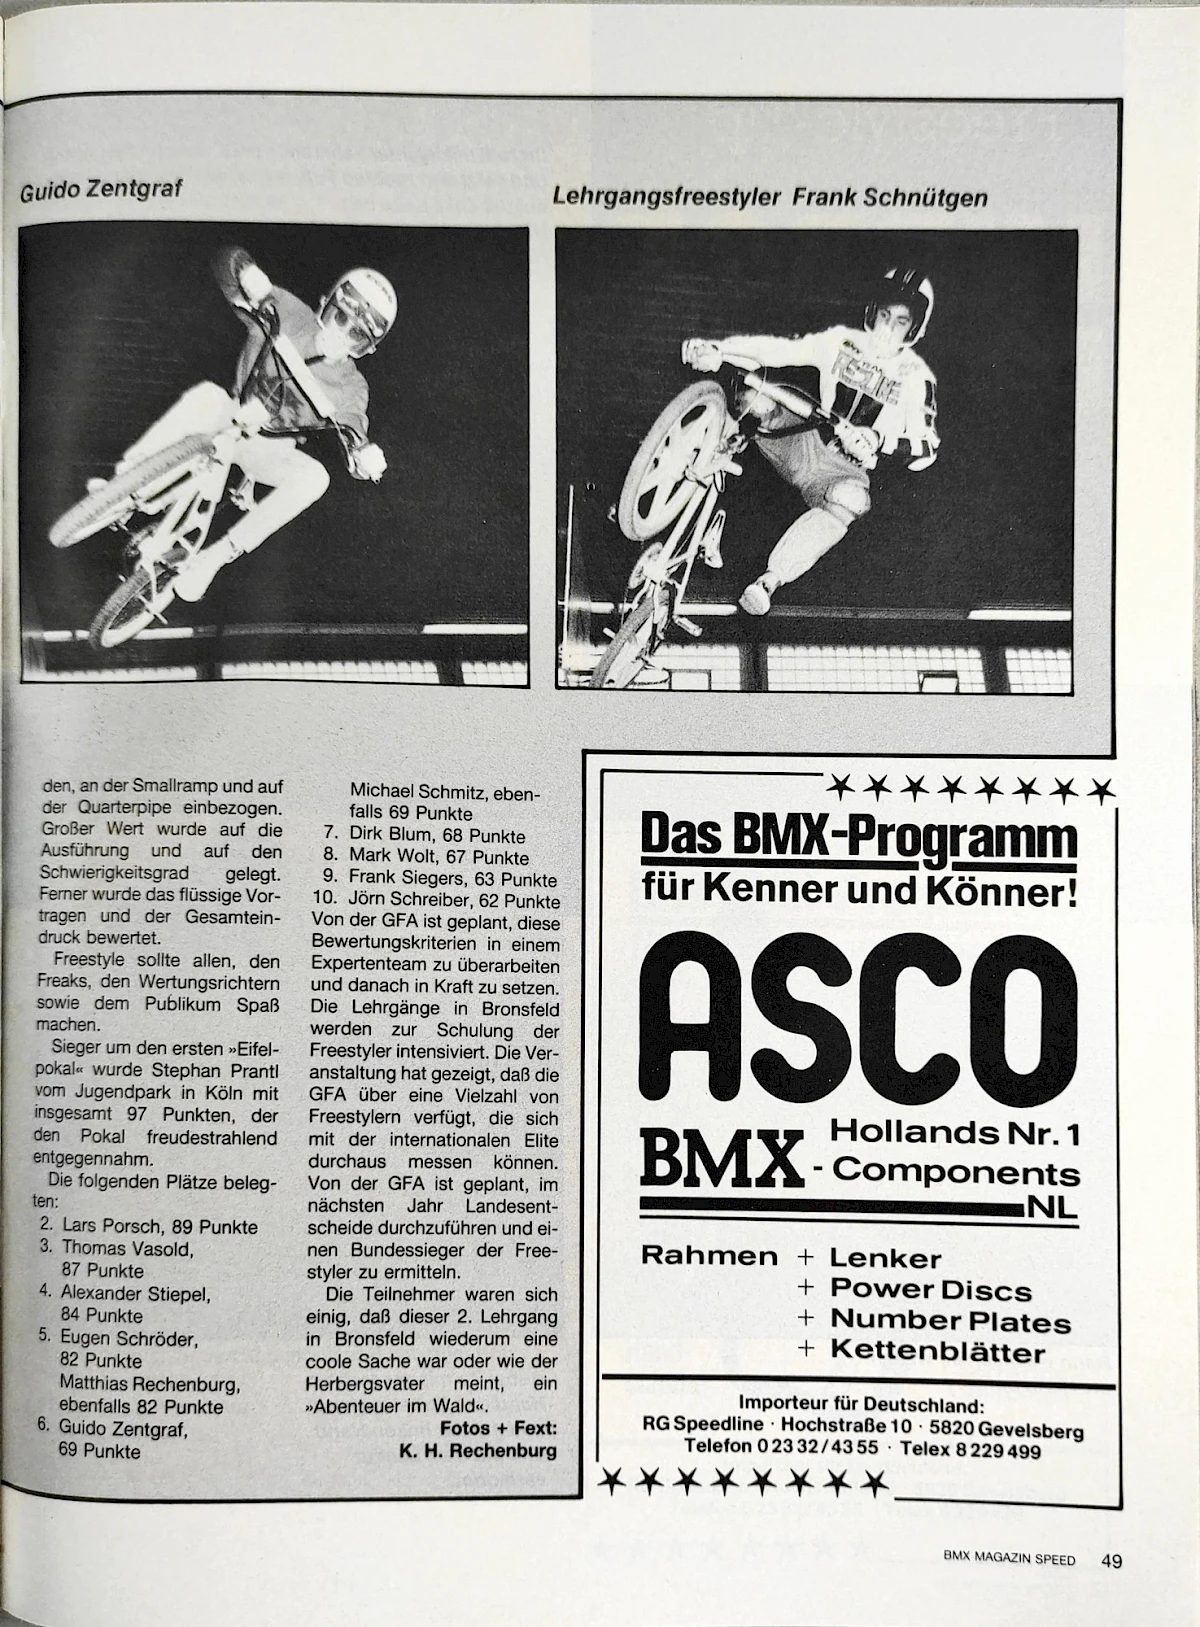 Guido Zentgraf
Lehrgangsfreestyler Frank Schnütgen
den, an der Smallramp und auf
der Quarterpipe einbezogen.
Großer Wert wurde auf die
Ausführung und auf den
Schwierigkeitsgrad gelegt.
Ferner wurde das flüssige Vor-
tragen und der Gesamtein-
druck bewertet.
Freestyle sollte allen, den
Freaks, den Wertungsrichtern
sowie dem Publikum Spaß
machen.
Sieger um den ersten »Eifel-
pokal« wurde Stephan Prantl
vom Jugendpark in Köln mit
insgesamt 97 Punkten, der
den Pokal freudestrahlend
entgegennahm.
Die folgenden Plätze beleg-
ten:
2. Lars Porsch, 89 Punkte
3. Thomas Vasold,
87 Punkte
4. Alexander Stiepel,
84 Punkte
5. Eugen Schröder,
82 Punkte
Matthias Rechenburg,
ebenfalls 82 Punkte
6. Guido Zentgraf,
69 Punkte
Michael Schmitz, eben-
falls 69 Punkte
7. Dirk Blum, 68 Punkte
8. Mark Wolt, 67 Punkte
9. Frank Siegers, 63 Punkte
10. Jörn Schreiber, 62 Punkte
Von der GFA ist geplant, diese
Bewertungskriterien in einem
Expertenteam zu überarbeiten
und danach in Kraft zu setzen.
Die Lehrgänge in Bronsfeld
werden zur Schulung der
Freestyler intensiviert. Die Ver-
anstaltung hat gezeigt, daß die
GFA über eine Vielzahl von
Freestylern verfügt, die sich
mit der internationalen Elite
durchaus messen können.
Von der GFA ist geplant, im
nächsten Jahr Landesent-
scheide durchzuführen und ei-
nen Bundessieger der Free-
styler zu ermitteln.
Die Teilnehmer waren sich
einig, daß dieser 2. Lehrgang
in Bronsfeld wiederum eine
coole Sache war oder wie der
Herbergsvater meint, ein
»Abenteuer im Wald«.
Fotos + Fext:
K. H. Rechenburg
Das BMX-Programm
für Kenner und Könner!
ASCO
BMX - Hollands Nr. 1
Components
NL
Rahmen + Lenker
+ Power Discs
+ Number Plates
+ Kettenblätter
Importeur für Deutschland:
RG Speedline · Hochstraße 10 · 5820 Gevelsberg
Telefon 0 23 32 / 43 55 · Telex 8 229 499
BMX MAGAZIN SPEED 49